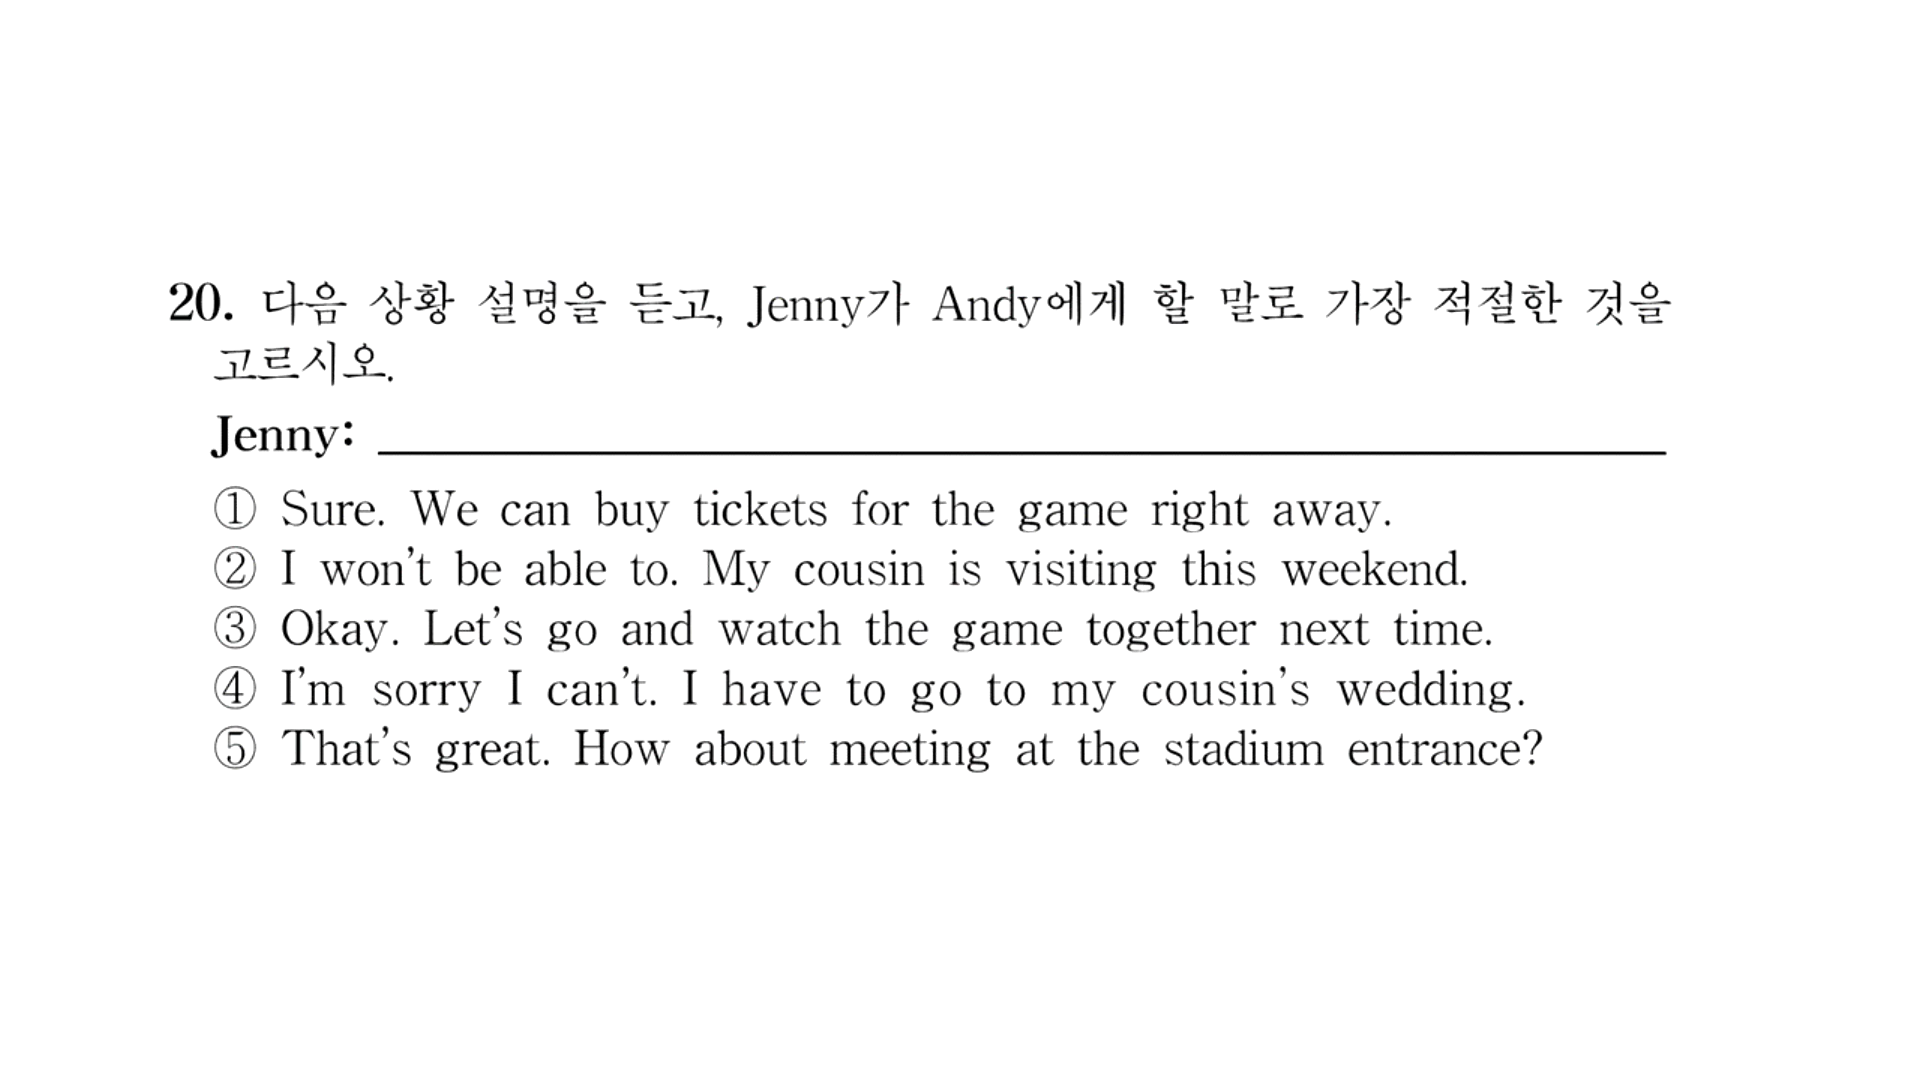 20. 다음 상황 설명을 듣고, Jenny가 Andy에게 할 말로 가장 적절한 것을
고르시오.
Jenny:
① Sure. We can buy tickets for the game right away.
② I won't be able to. My cousin is visiting this weekend.
③ Okay. Let's go and watch the game together next time.
④ I'm sorry I can't. I have to go to my cousin's wedding.
⑤ That's great. How about meeting at the stadium entrance?